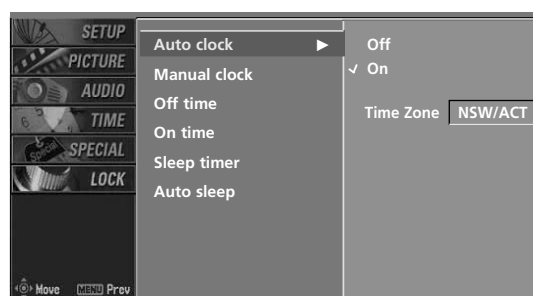 SETUP
PICTURE
AUDIO
TIME
SPECIAL
LOCK
Move MENU Prev
Auto clock
Manual clock
Off time
On time
Sleep timer
Auto sleep
Off
On
Time Zone NSW/ACT